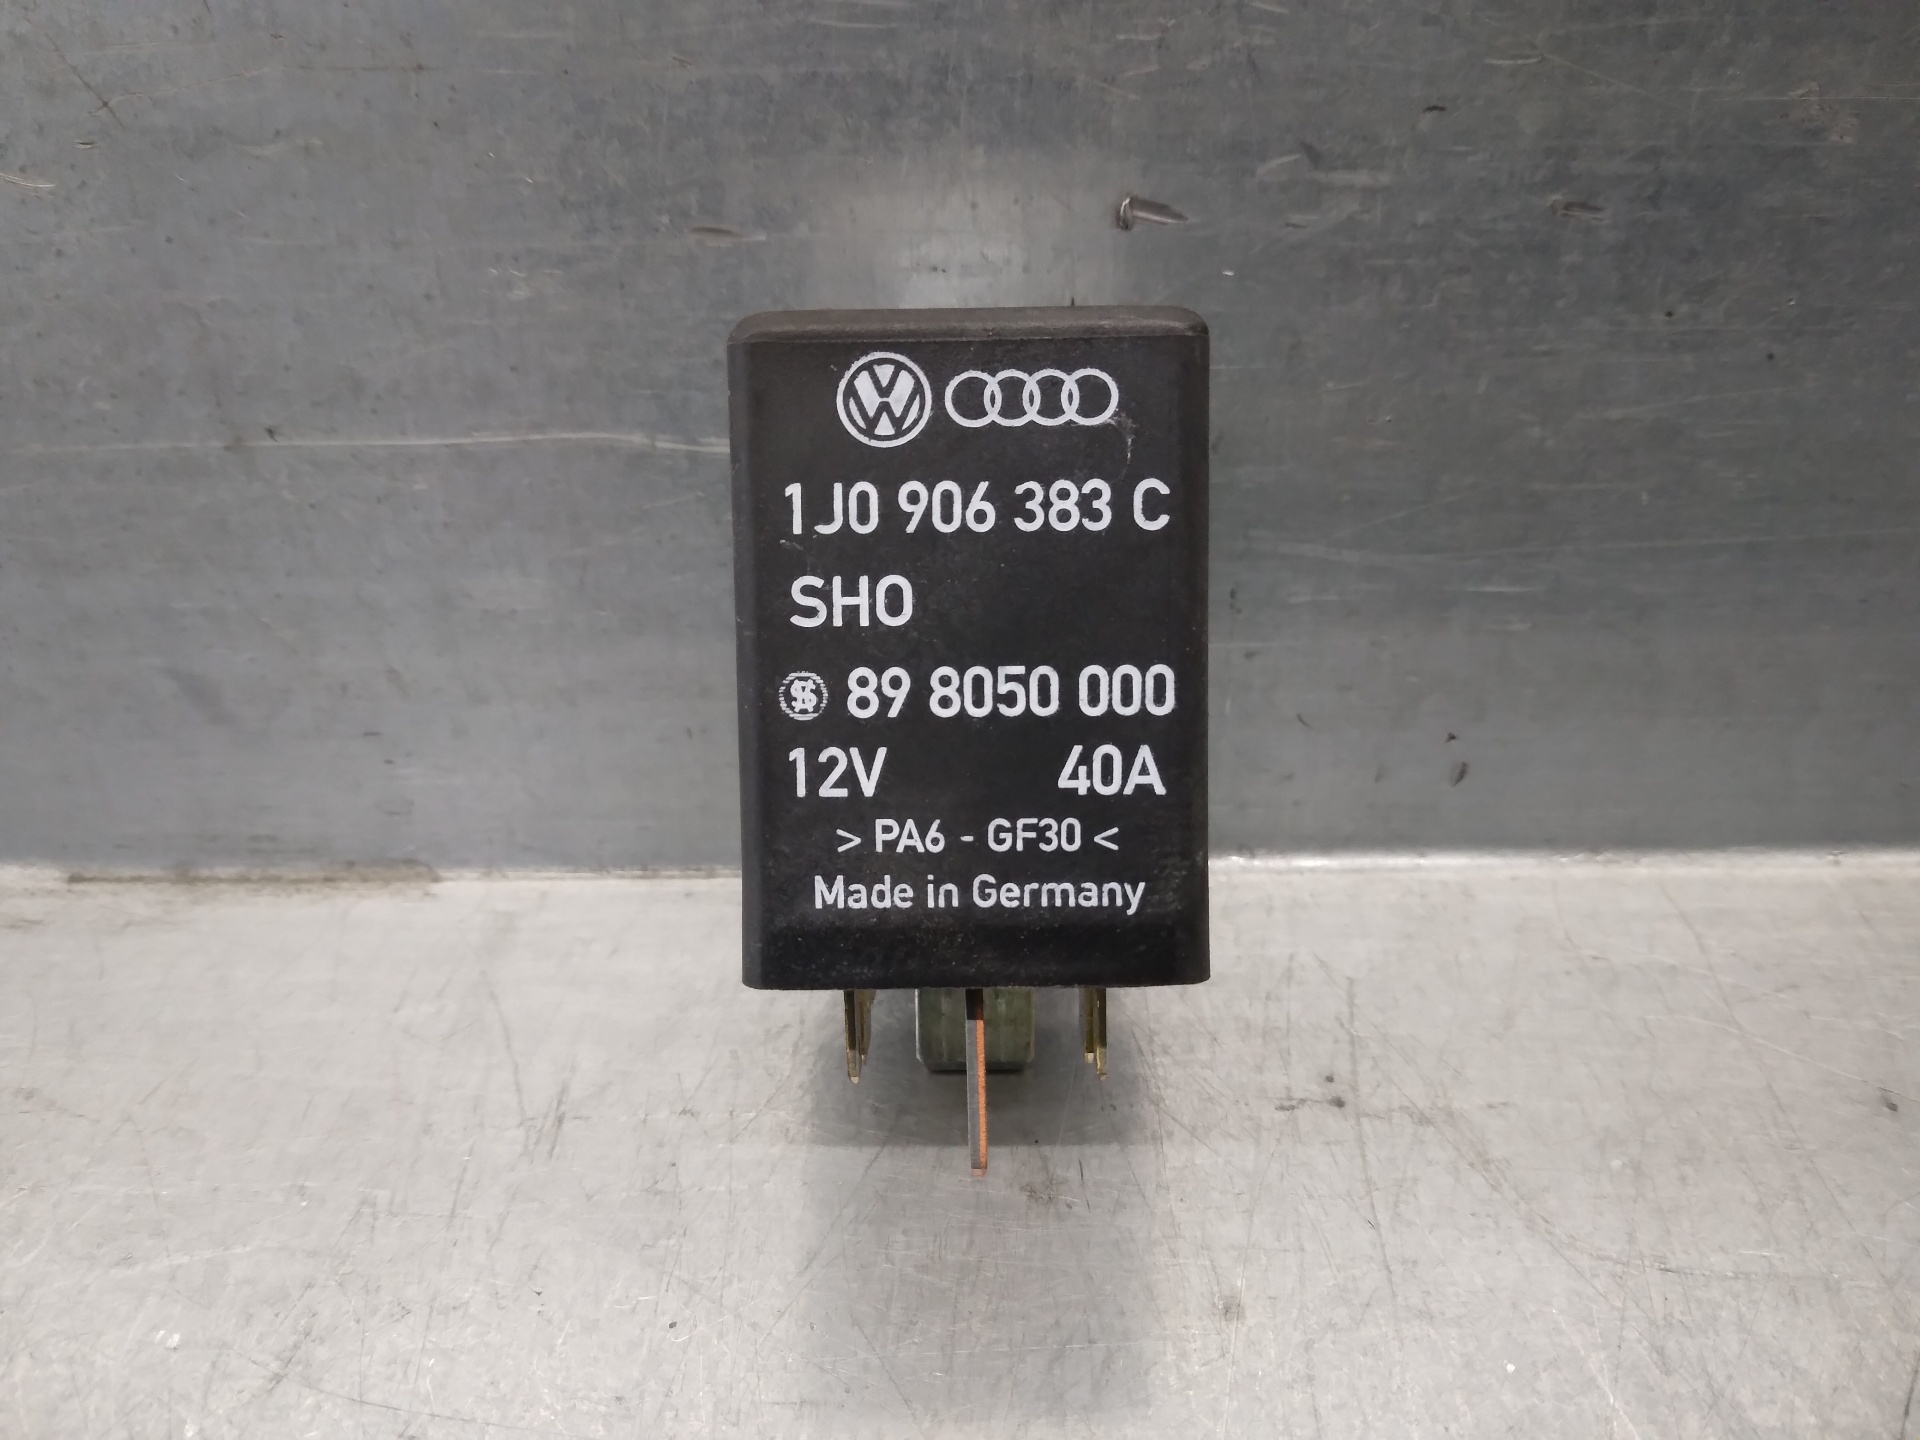 1J0 906 383 C
SHO
89 8050 000
12V 40A
> PA6 - GF30 <
Made in Germany